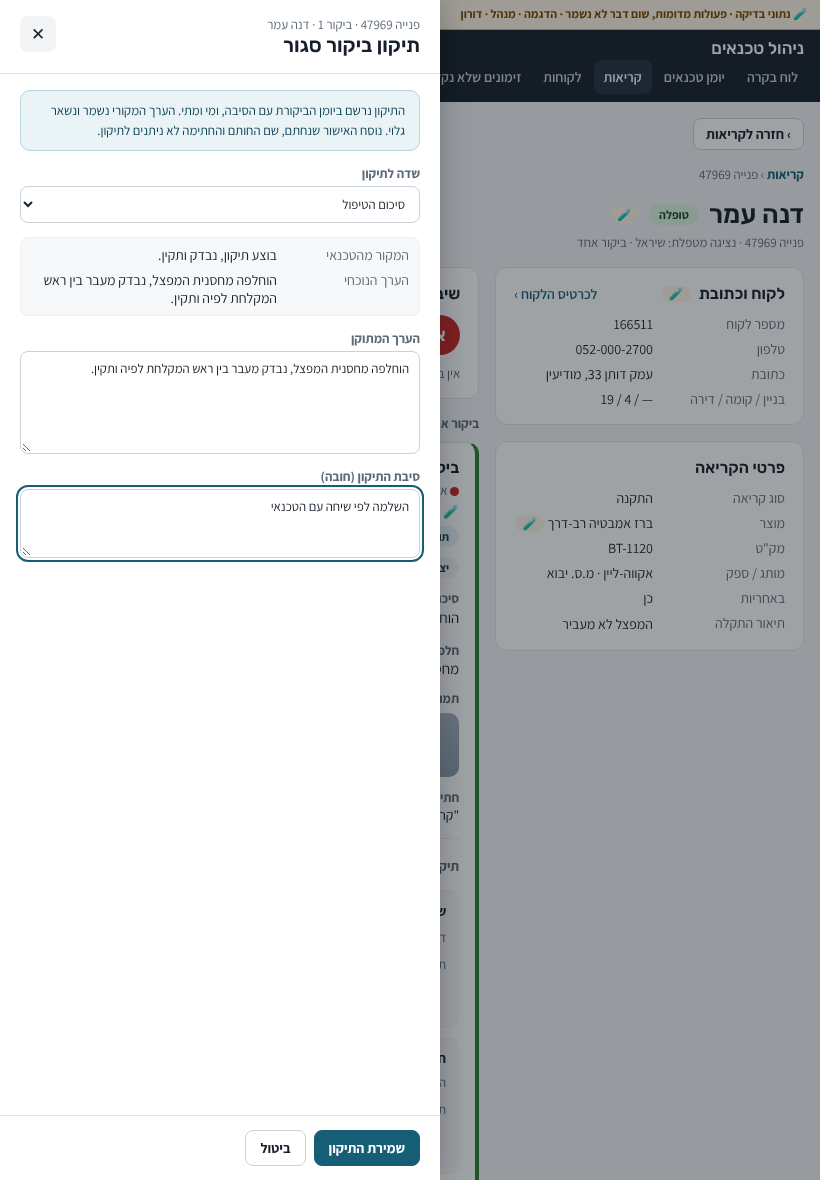 🧪 נתוני בדיקה · פעולות מדומות, שום דבר לא נשמר · הדגמה · מנהל · דורון
ניהול טכנאים
לוח בקרה
יומן טכנאים
קריאות
לקוחות
זימונים שלא
‹ חזרה לקריאות
קריאות › פנייה 47969
דנה עמר
טופלה
🧪
פנייה 47969 · נציגה מטפלת: שיראל · ביקור אחד
לקוח וכתובת 🧪
לכרטיס הלקוח ›
מספר לקוח 166511
טלפון 052-000-2700
כתובת עמק דותן 33, מודיעין
בניין / קומה / דירה — / 4 / 19
פרטי הקריאה
סוג קריאה התקנה
מוצר ברז אמבטיה רב-דרך 🧪
מק"ט BT-1120
מותג / ספק אקווה-ליין · מ.ס. יבוא
באחריות כן
תיאור התקלה המפצל לא מעביר
פנייה 47969 · ביקור 1 · דנה עמר
תיקון ביקור סגור
✕
התיקון נרשם ביומן הביקורת עם הסיבה, ומי ומתי. הערך המקורי נשמר ונשאר
גלוי. נוסח האישור שנחתם, שם החותם והחתימה לא ניתנים לתיקון.
שדה לתיקון
סיכום הטיפול
המקור מהטכנאי בוצע תיקון, נבדק ותקין.
הערך הנוכחי הוחלפה מחסנית המפצל, נבדק מעבר בין ראש
המקלחת לפיה ותקין.
הערך המתוקן
הוחלפה מחסנית המפצל, נבדק מעבר בין ראש המקלחת לפיה ותקין.
סיבת התיקון (חובה)
השלמה לפי שיחה עם הטכנאי
שמירת התיקון
ביטול